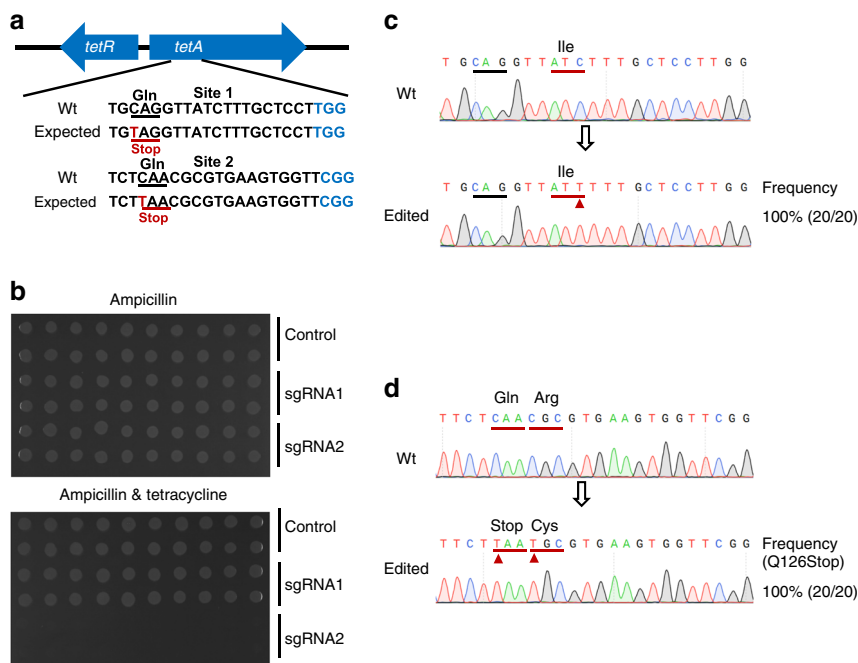 a
tetR tetA
Gln Site 1
Wt TGCAGGTTATCTTTGCTCCTTGG
Expected TGTAGGTTATCTTTGCTCCTTGG
Stop
Gln Site 2
Wt TCTCAACGCGTGAAGTGGTTCGG
Expected TCTTAACGCGTGAAGTGGTTCGG
Stop
b
Ampicillin
Control
sgRNA1
sgRNA2
Ampicillin & tetracycline
Control
sgRNA1
sgRNA2
c
Ile
T G C A G G T T A T C T T T G C T C C T T G G
Wt
Ile
T G C A G G T T A T T T T T G C T C C T T G G
Edited
Frequency
100% (20/20)
d
Gln Arg
T T C T C A A C G C G T G A A G T G G T T C G G
Wt
Stop Cys
T T C T T A A T G C G T G A A G T G G T T C G G
Edited
Frequency
(Q126Stop)
100% (20/20)